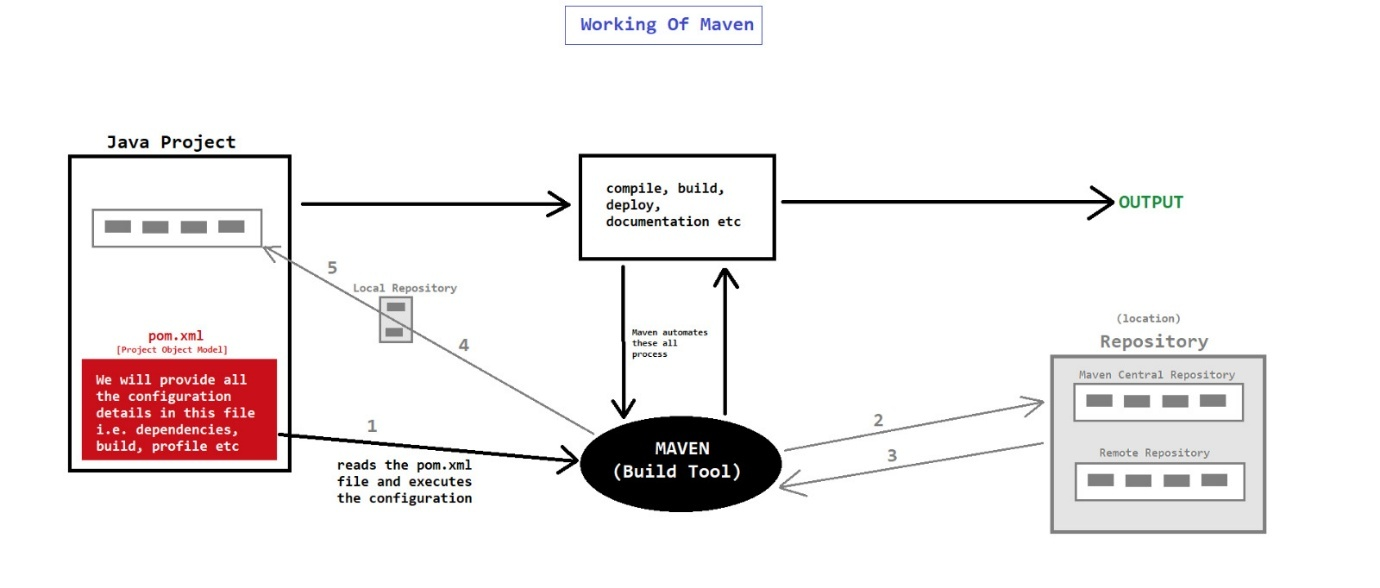 Working Of Maven
Java Project
compile, build,
deploy,
documentation etc
OUTPUT
5
Local Repository
4
pom.xml
[Project Object Model]
We will provide all
the configuration
details in this file
i.e. dependencies,
build, profile etc
1
reads the pom.xml
file and executes
the configuration
Maven automates
these all
process
MAVEN
(Build Tool)
2
3
(location)
Repository
Maven Central Repository
Remote Repository